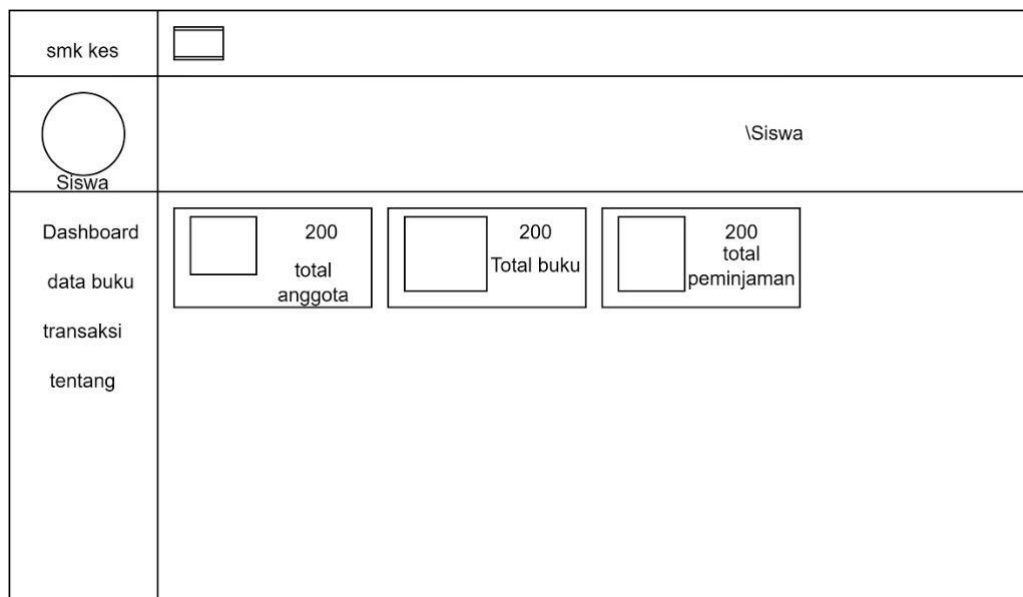 smk kes
\Siswa
Siswa
Dashboard
data buku
transaksi
tentang
200
total
anggota
200
Total buku
200
total
peminjaman